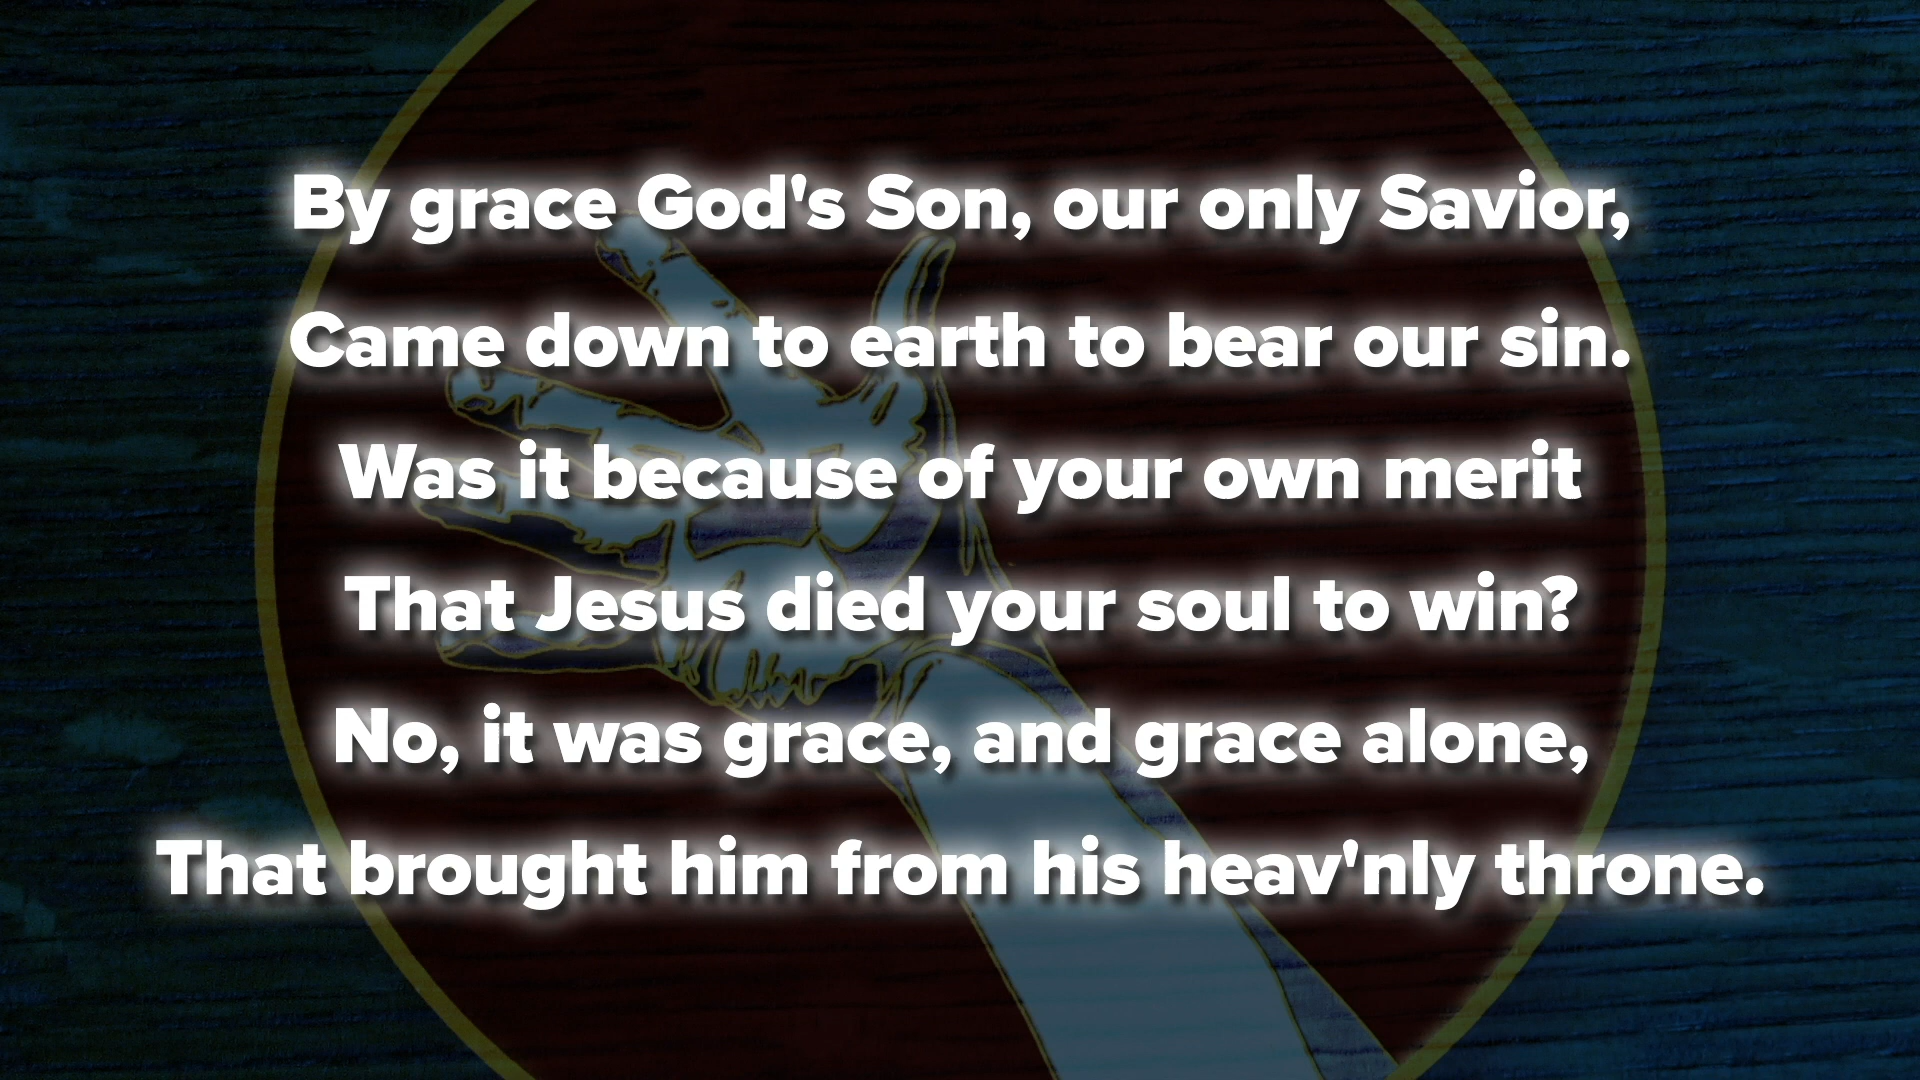 By grace God's Son, our only Savior,
Came down to earth to bear our sin.
Was it because of your own merit
That Jesus died your soul to win?
No, it was grace, and grace alone,
That brought him from his heav'nly throne.